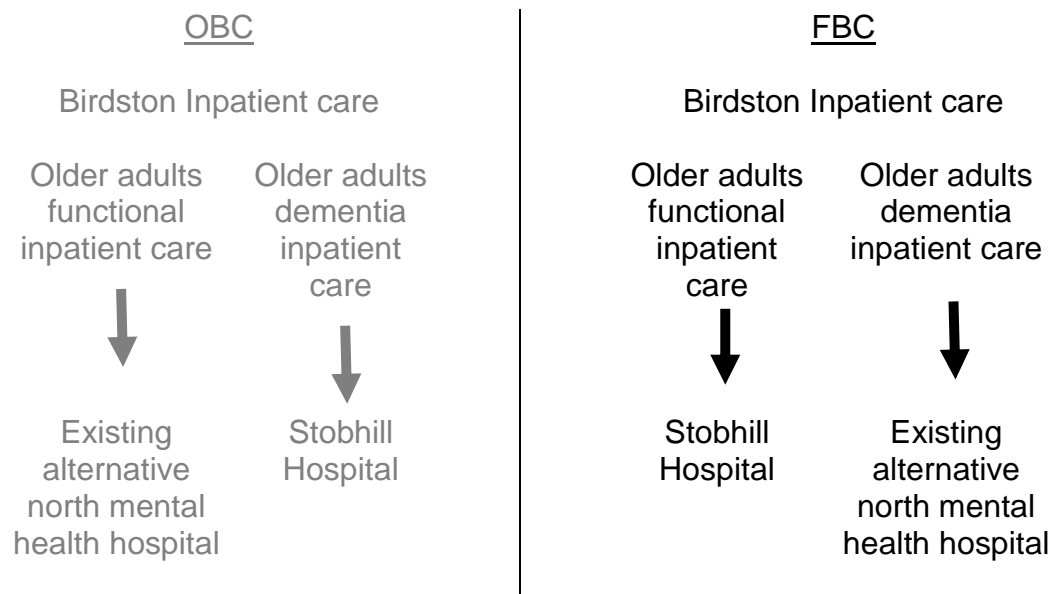 OBC
Birdston Inpatient care
Older adults
functional
inpatient care
Older adults
dementia
inpatient
care
Existing
alternative
north mental
health hospital
Stobhill
Hospital
FBC
Birdston Inpatient care
Older adults
functional
inpatient
care
Older adults
dementia
inpatient care
Stobhill
Hospital
Existing
alternative
north mental
health hospital